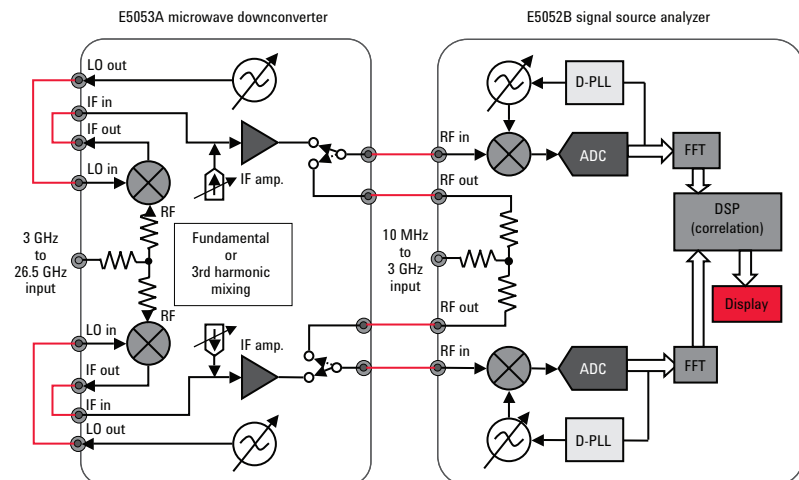 E5053A microwave downconverter
E5052B signal source analyzer
LO out
IF in
IF out
LO in
RF
IF amp.
3 GHz
to
26.5 GHz
input
Fundamental
or
3rd harmonic
mixing
RF
LO in
IF out
IF in
LO out
IF amp.
RF in
RF out
10 MHz
to
3 GHz
input
RF out
RF in
D-PLL
ADC
FFT
DSP
(correlation)
Display
ADC
FFT
D-PLL